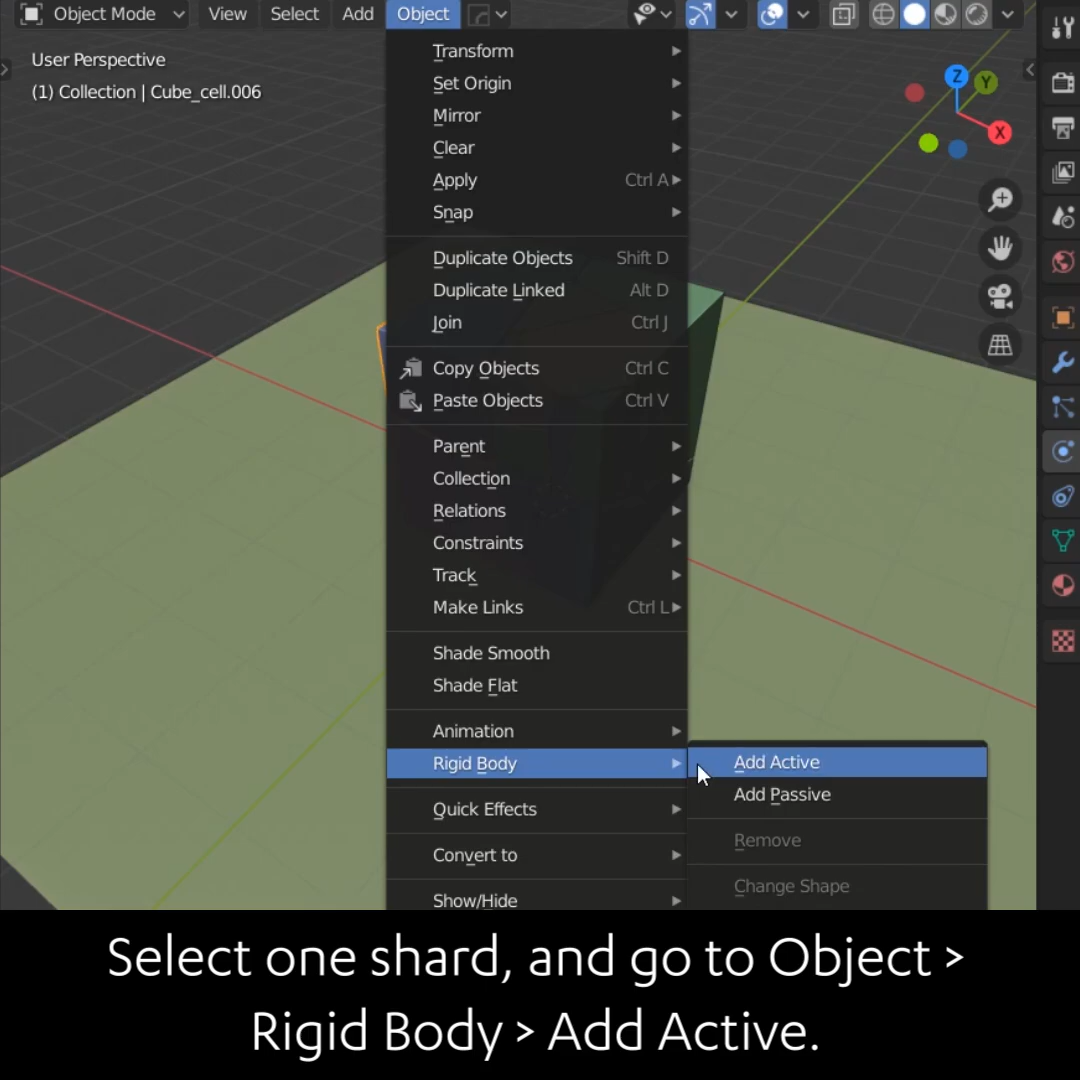 Object Mode View Select Add Object
User Perspective
(1) Collection | Cube_cell.006
Z
Y
X
Transform
Set Origin
Mirror
Clear
Apply Ctrl A
Snap
Duplicate Objects Shift D
Duplicate Linked Alt D
Join Ctrl J
Copy Objects Ctrl C
Paste Objects Ctrl V
Parent
Collection
Relations
Constraints
Track
Make Links Ctrl L
Shade Smooth
Shade Flat
Animation
Rigid Body
Quick Effects
Convert to
Show/Hide
Add Active
Add Passive
Remove
Change Shape
Select one shard, and go to Object >
Rigid Body > Add Active.